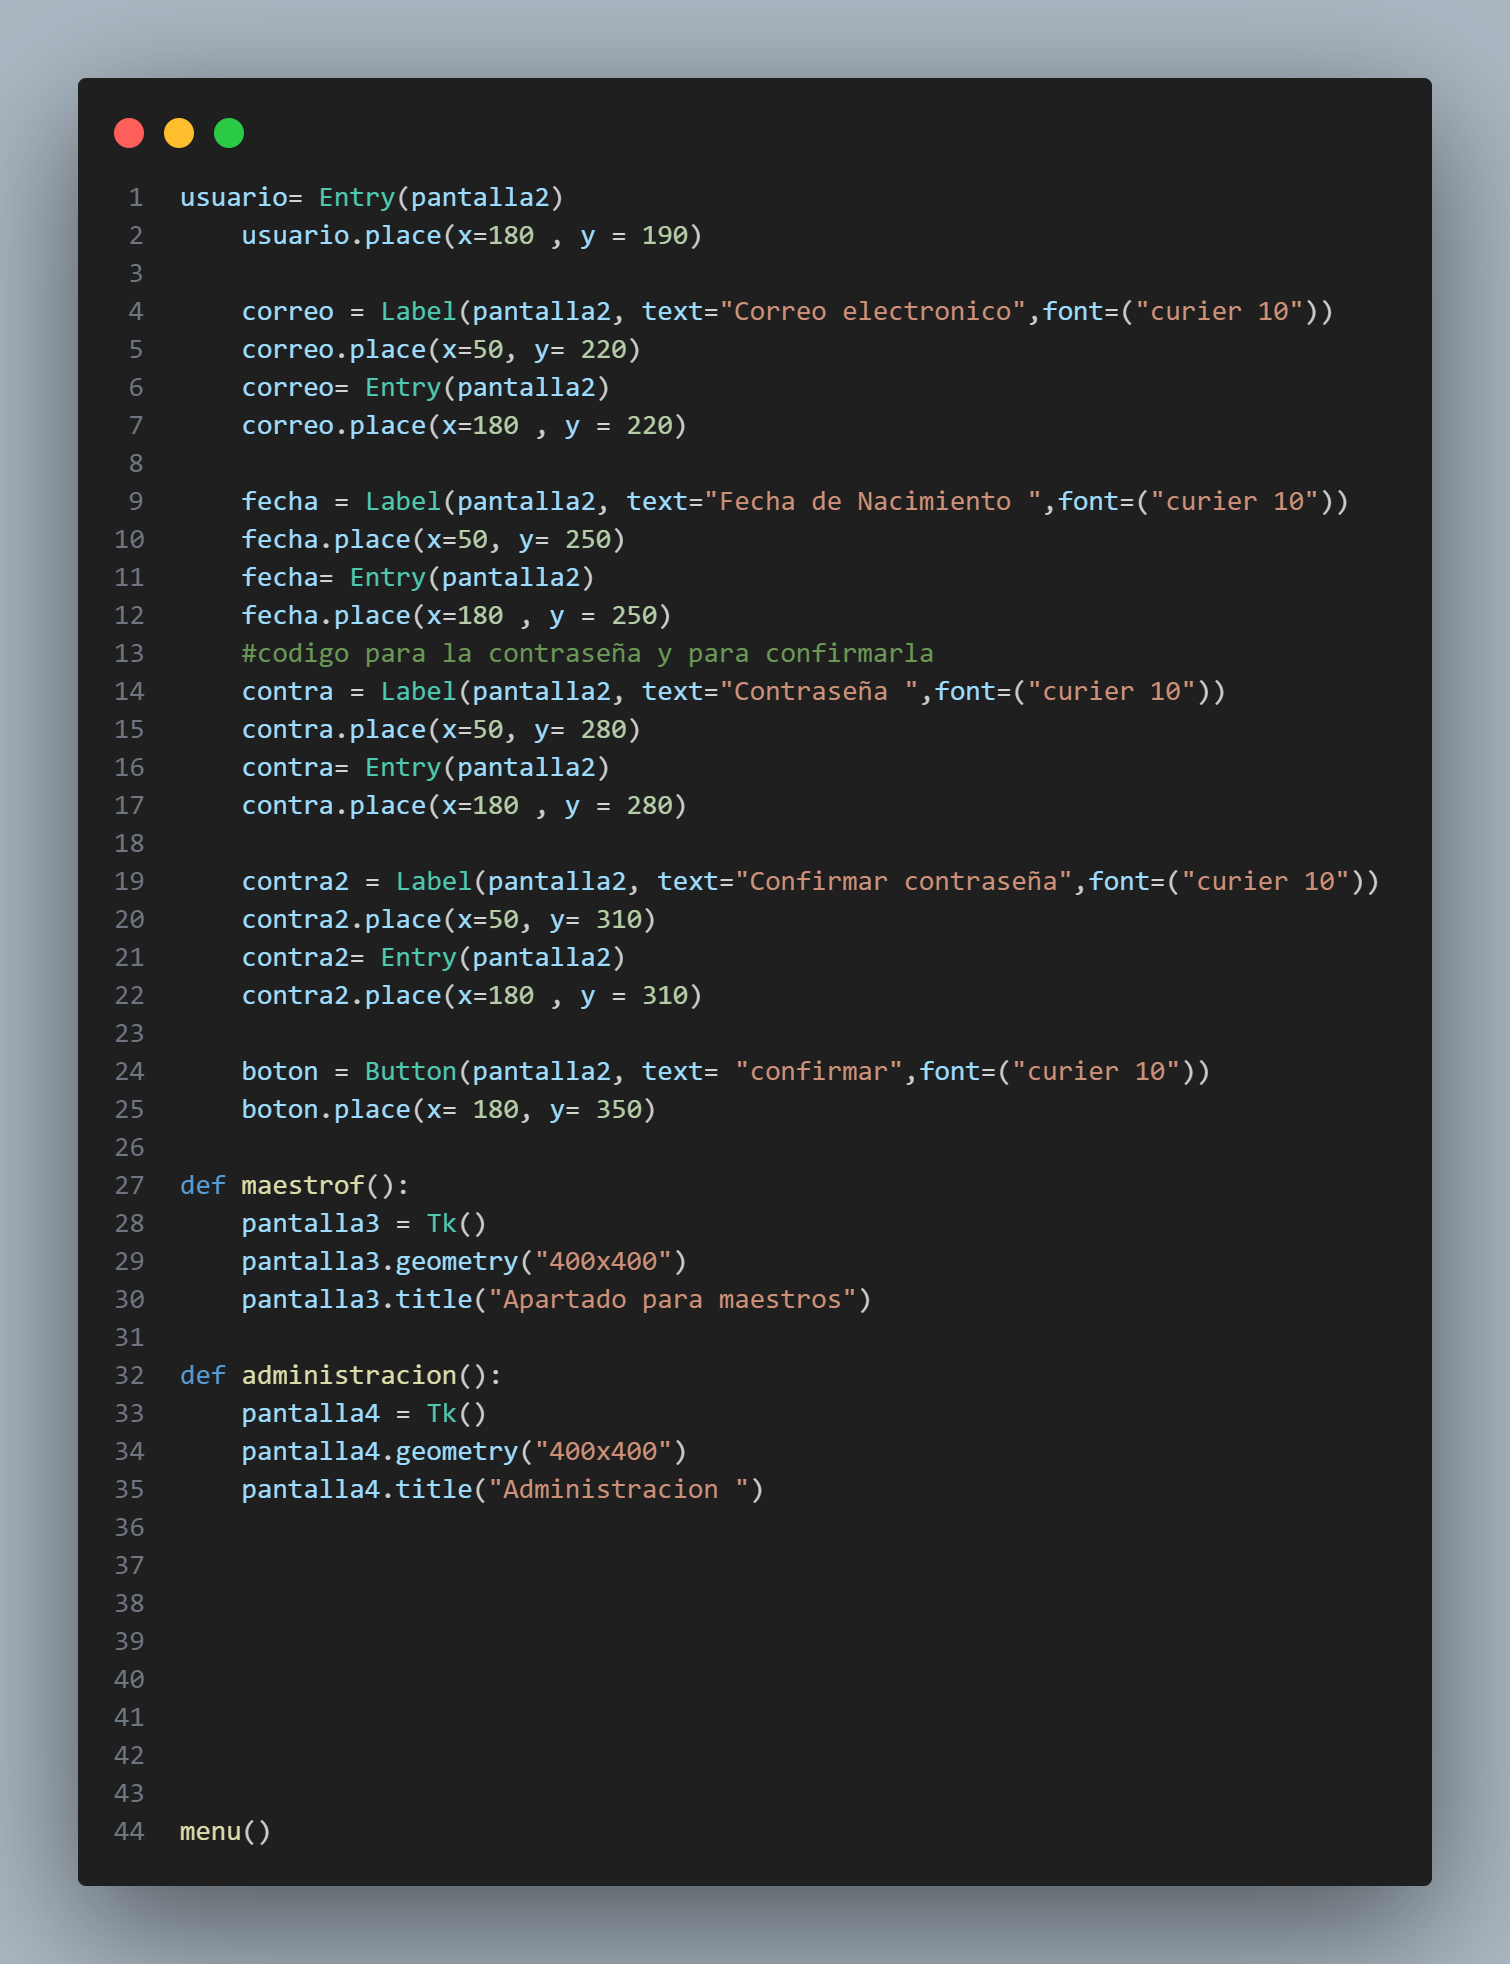 1 usuario= Entry(pantalla2)
2     usuario.place(x=180 , y = 190)
3
4     correo = Label(pantalla2, text="Correo electronico",font=("curier 10"))
5     correo.place(x=50, y= 220)
6     correo= Entry(pantalla2)
7     correo.place(x=180 , y = 220)
8
9     fecha = Label(pantalla2, text="Fecha de Nacimiento ",font=("curier 10"))
10     fecha.place(x=50, y= 250)
11     fecha= Entry(pantalla2)
12     fecha.place(x=180 , y = 250)
13     #codigo para la contraseña y para confirmarla
14     contra = Label(pantalla2, text="Contraseña ",font=("curier 10"))
15     contra.place(x=50, y= 280)
16     contra= Entry(pantalla2)
17     contra.place(x=180 , y = 280)
18
19     contra2 = Label(pantalla2, text="Confirmar contraseña",font=("curier 10"))
20     contra2.place(x=50, y= 310)
21     contra2= Entry(pantalla2)
22     contra2.place(x=180 , y = 310)
23
24     boton = Button(pantalla2, text= "confirmar",font=("curier 10"))
25     boton.place(x= 180, y= 350)
26
27 def maestrof():
28     pantalla3 = Tk()
29     pantalla3.geometry("400x400")
30     pantalla3.title("Apartado para maestros")
31
32 def administracion():
33     pantalla4 = Tk()
34     pantalla4.geometry("400x400")
35     pantalla4.title("Administracion ")
36
37
38
39
40
41
42
43
44 menu()